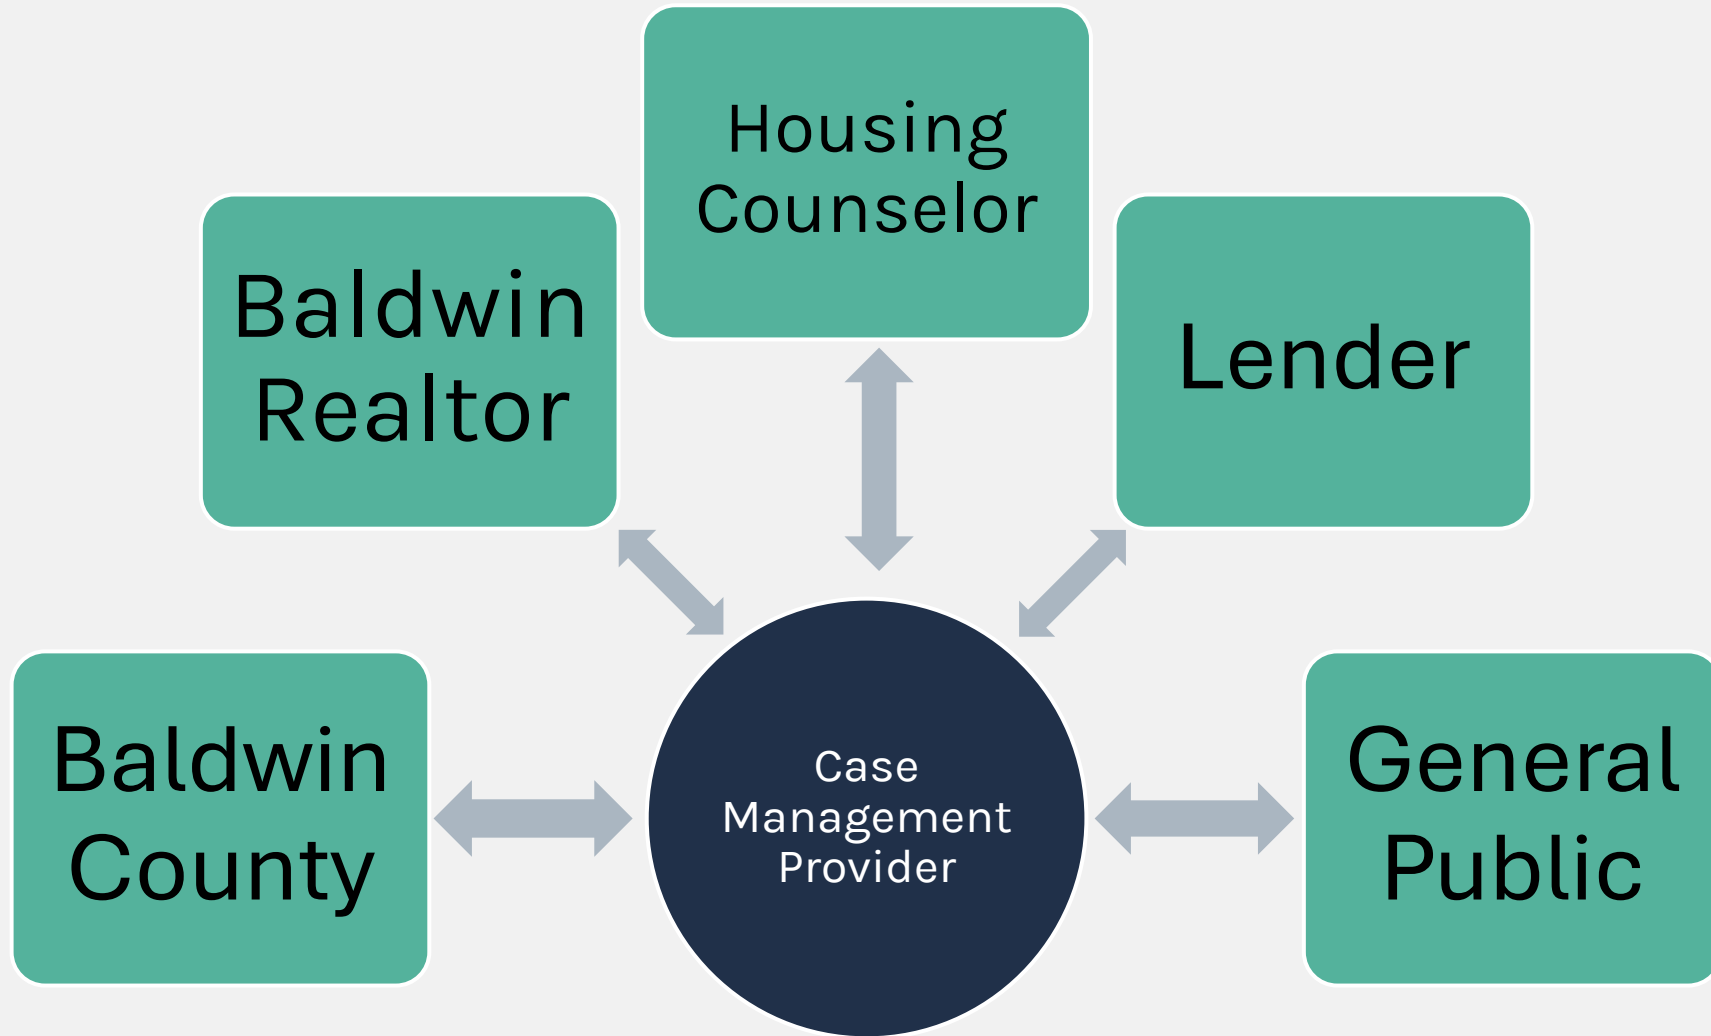 Housing
Counselor
Baldwin
Realtor
Lender
Baldwin
County
Case
Management
Provider
General
Public